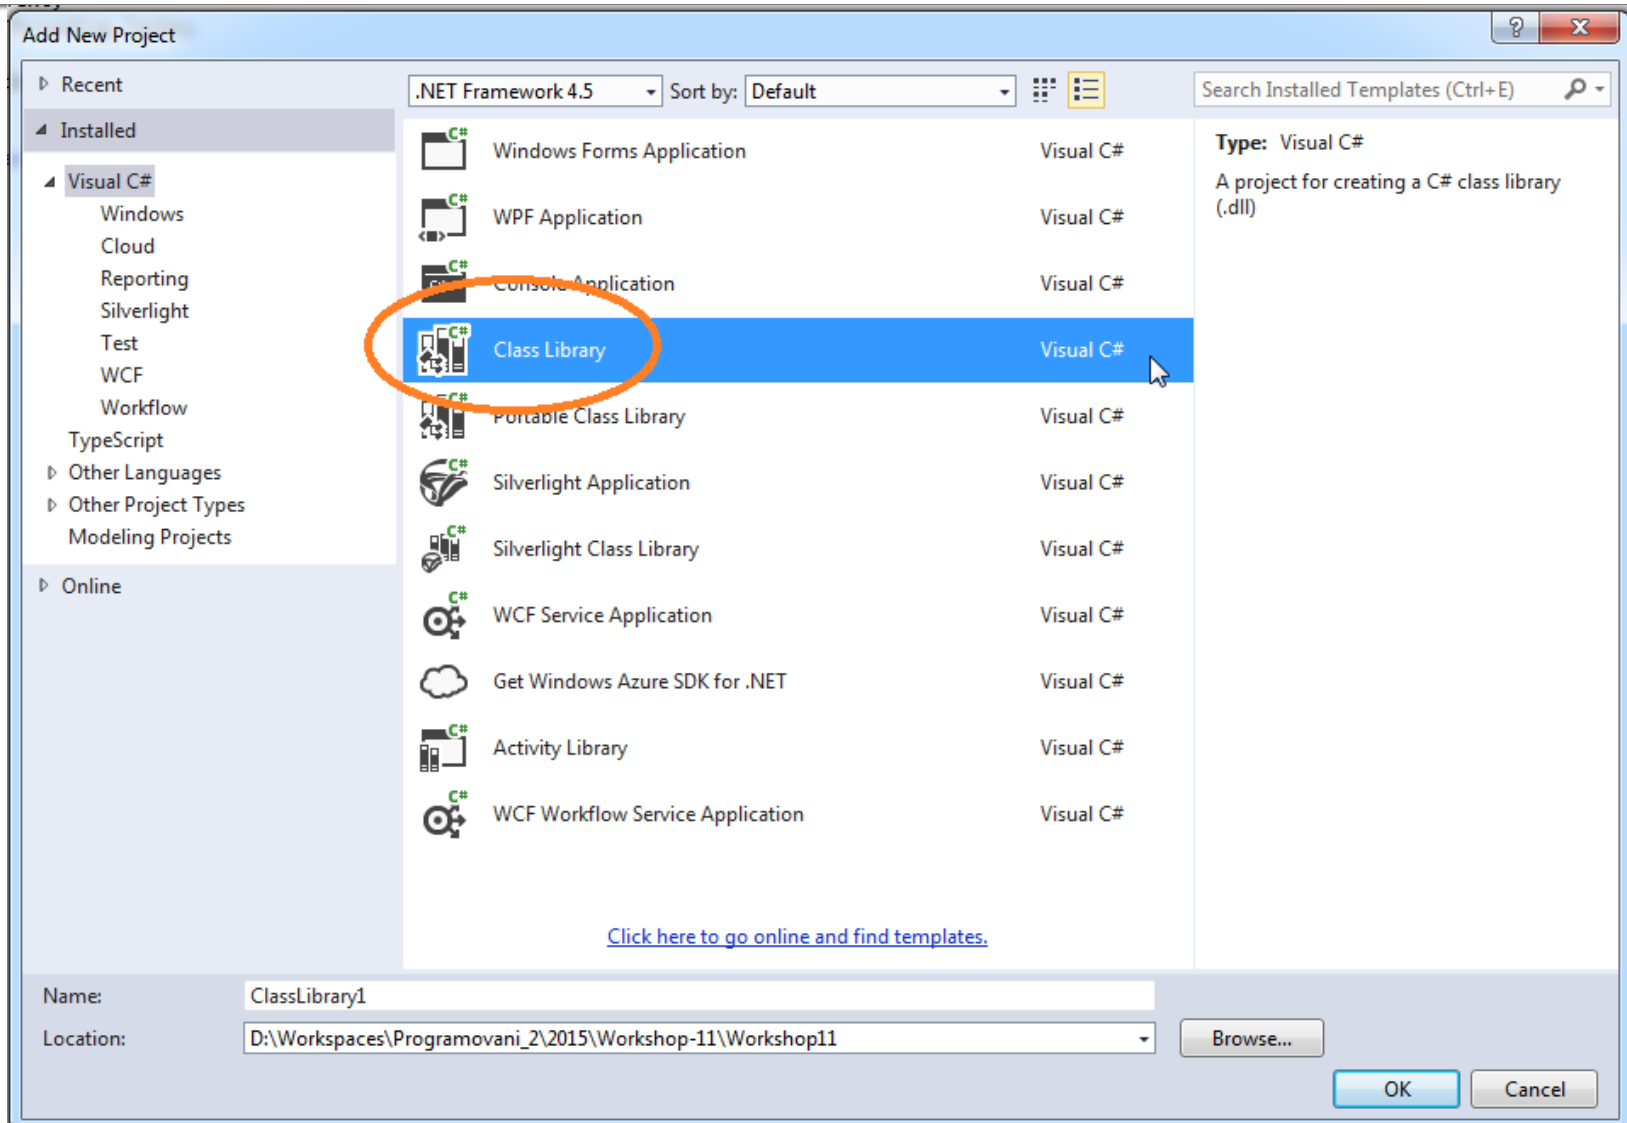 Add New Project
Recent
.NET Framework 4.5
Sort by:
Default
Search Installed Templates (Ctrl+E)
Installed
Visual C#
Windows
Cloud
Reporting
Silverlight
Test
WCF
Workflow
TypeScript
Other Languages
Other Project Types
Modeling Projects
Online
Windows Forms Application Visual C#
WPF Application Visual C#
Console Application Visual C#
Class Library Visual C#
Portable Class Library Visual C#
Silverlight Application Visual C#
Silverlight Class Library Visual C#
WCF Service Application Visual C#
Get Windows Azure SDK for .NET Visual C#
Activity Library Visual C#
WCF Workflow Service Application Visual C#
Click here to go online and find templates.
Type: Visual C#
A project for creating a C# class library
(.dll)
Name: ClassLibrary1
Location: D:\Workspaces\Programovani_2\2015\Workshop-11\Workshop11
Browse...
OK
Cancel